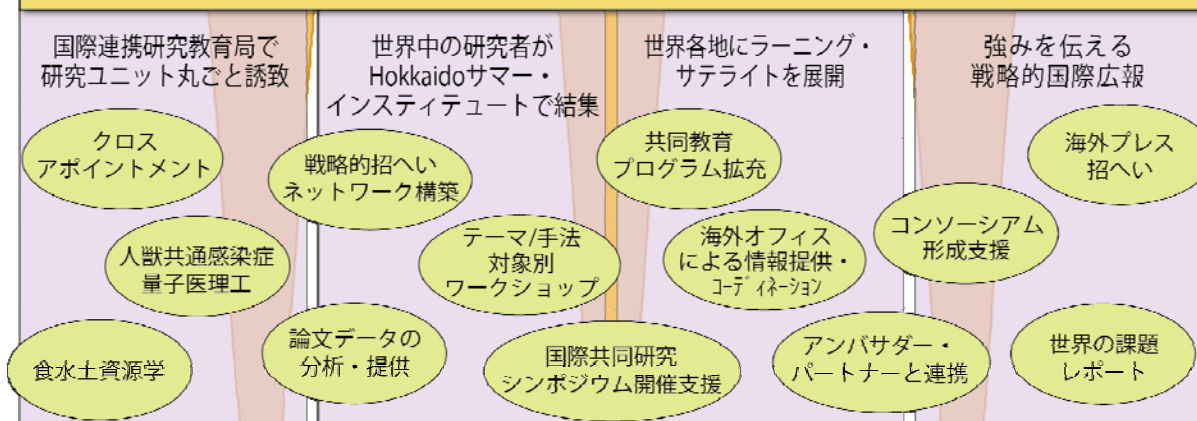 国際連携研究教育局で
研究ユニット丸ごと誘致
世界中の研究者が
Hokkaidoサマー・
インスティテュートで結集
世界各地にラーニング・
サテライトを展開
強みを伝える
戦略的国際広報
クロス
アポイントメント
人獣共通感染症
量子医理工
食水土資源学
戦略的招へい
ネットワーク構築
テーマ/手法
対象別
ワークショップ
論文データの
分析・提供
国際共同研究
シンポジウム開催支援
共同教育
プログラム拡充
海外オフィス
による情報提供・
ｺｰﾃﾞｨﾈｰｼｮﾝ
アンバサダー・
パートナーと連携
海外プレス
招へい
コンソーシアム
形成支援
世界の課題
レポート